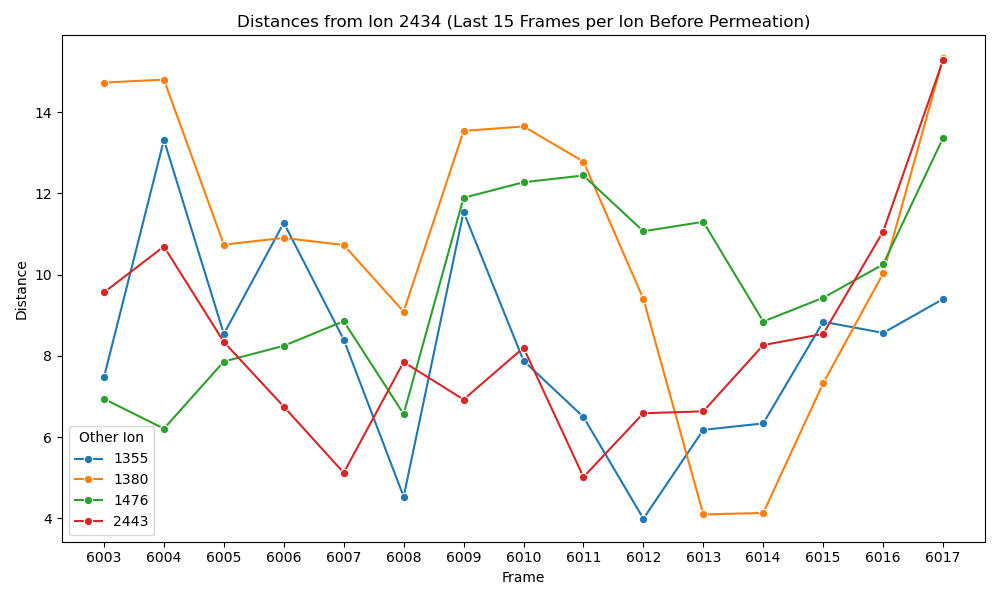 Distances from Ion 2434 (Last 15 Frames per Ion Before Permeation)
Distance
14
12
10
8
6
4
Other Ion
1355
1380
1476
2443
6003 6004 6005 6006 6007 6008 6009 6010 6011 6012 6013 6014 6015 6016 6017
Frame